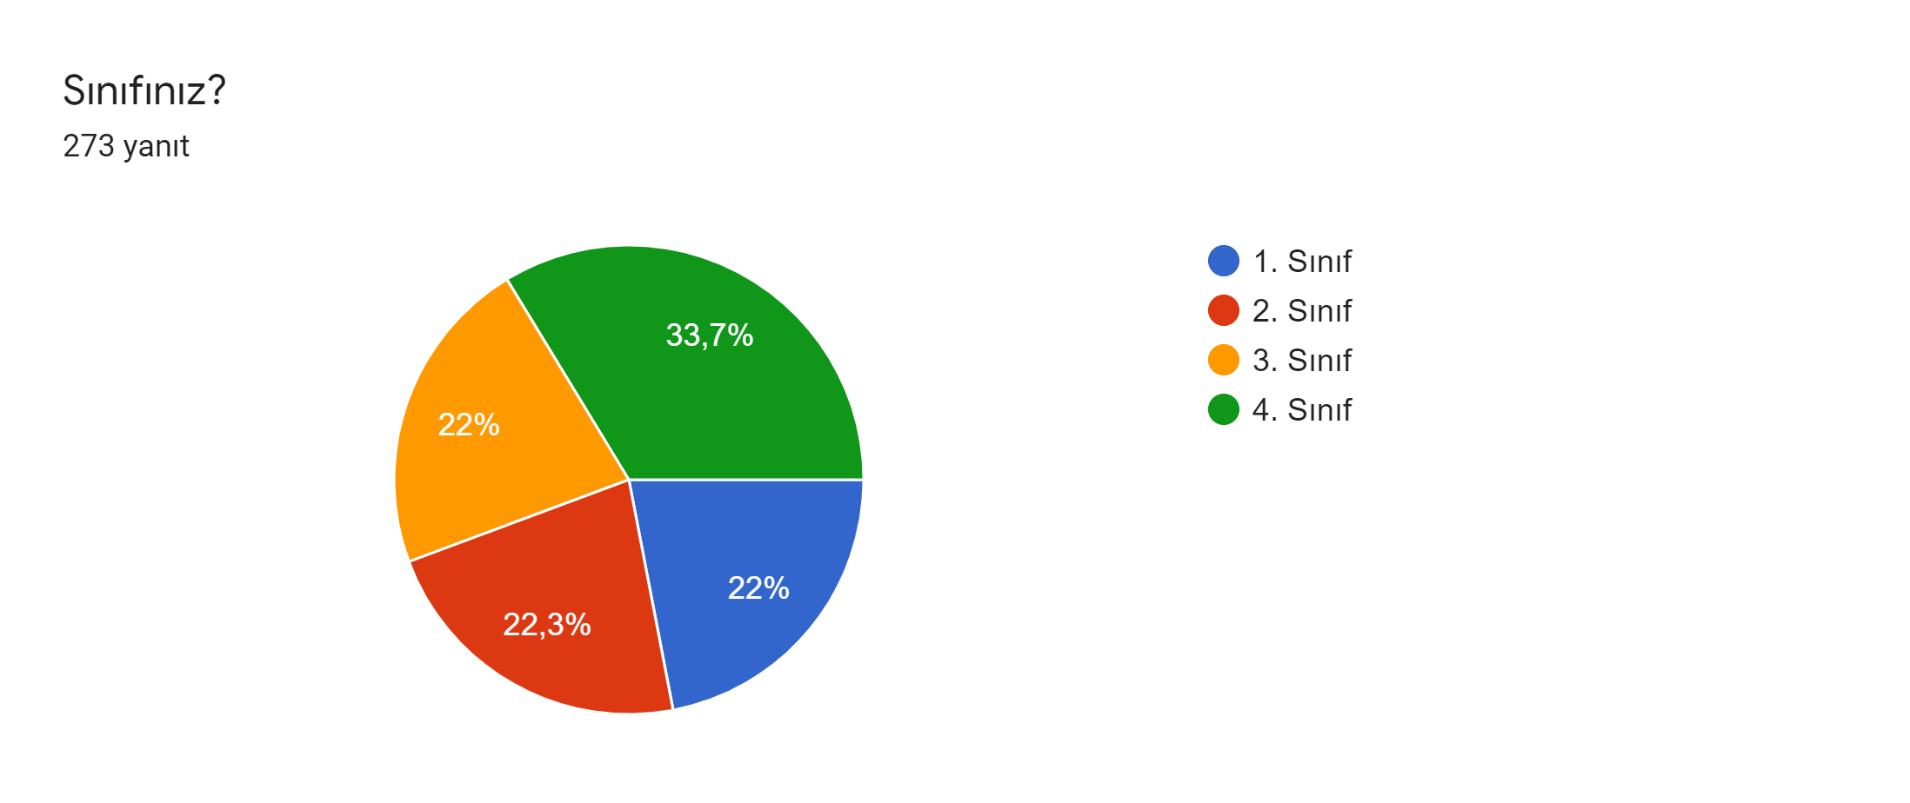 Sınıfınız?
273 yanıt
33,7%
22%
22,3%
22%
1. Sınıf
2. Sınıf
3. Sınıf
4. Sınıf